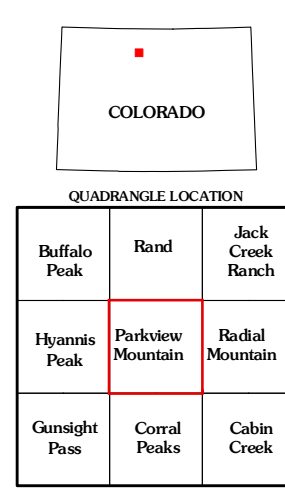 COLORADO
QUADRANGLE LOCATION
Buffalo
Peak
Rand
Jack
Creek
Ranch
Hyannis
Peak
Parkview
Mountain
Radial
Mountain
Gunsight
Pass
Corral
Peaks
Cabin
Creek